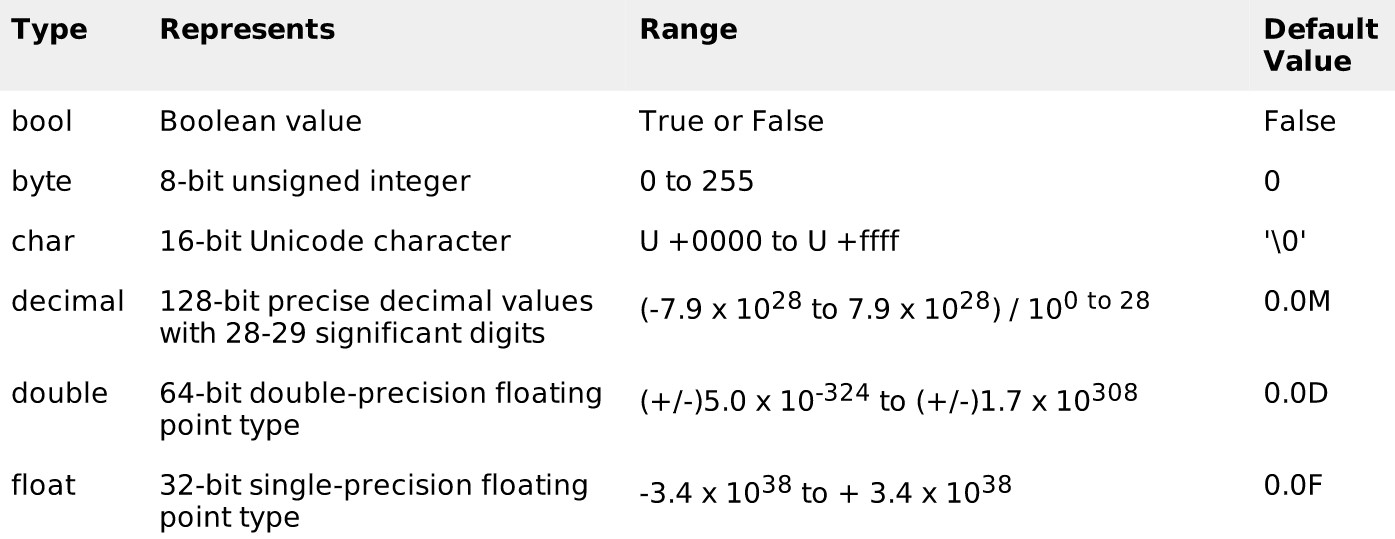 Type Represents Range Default Value
bool Boolean value True or False False
byte 8-bit unsigned integer 0 to 255 0
char 16-bit Unicode character U +0000 to U +ffff '\0'
decimal 128-bit precise decimal values with 28-29 significant digits (-7.9 x 10^28 to 7.9 x 10^28) / 10^0 to 28 0.0M
double 64-bit double-precision floating point type (+/-)5.0 x 10^-324 to (+/-)1.7 x 10^308 0.0D
float 32-bit single-precision floating point type -3.4 x 10^38 to + 3.4 x 10^38 0.0F